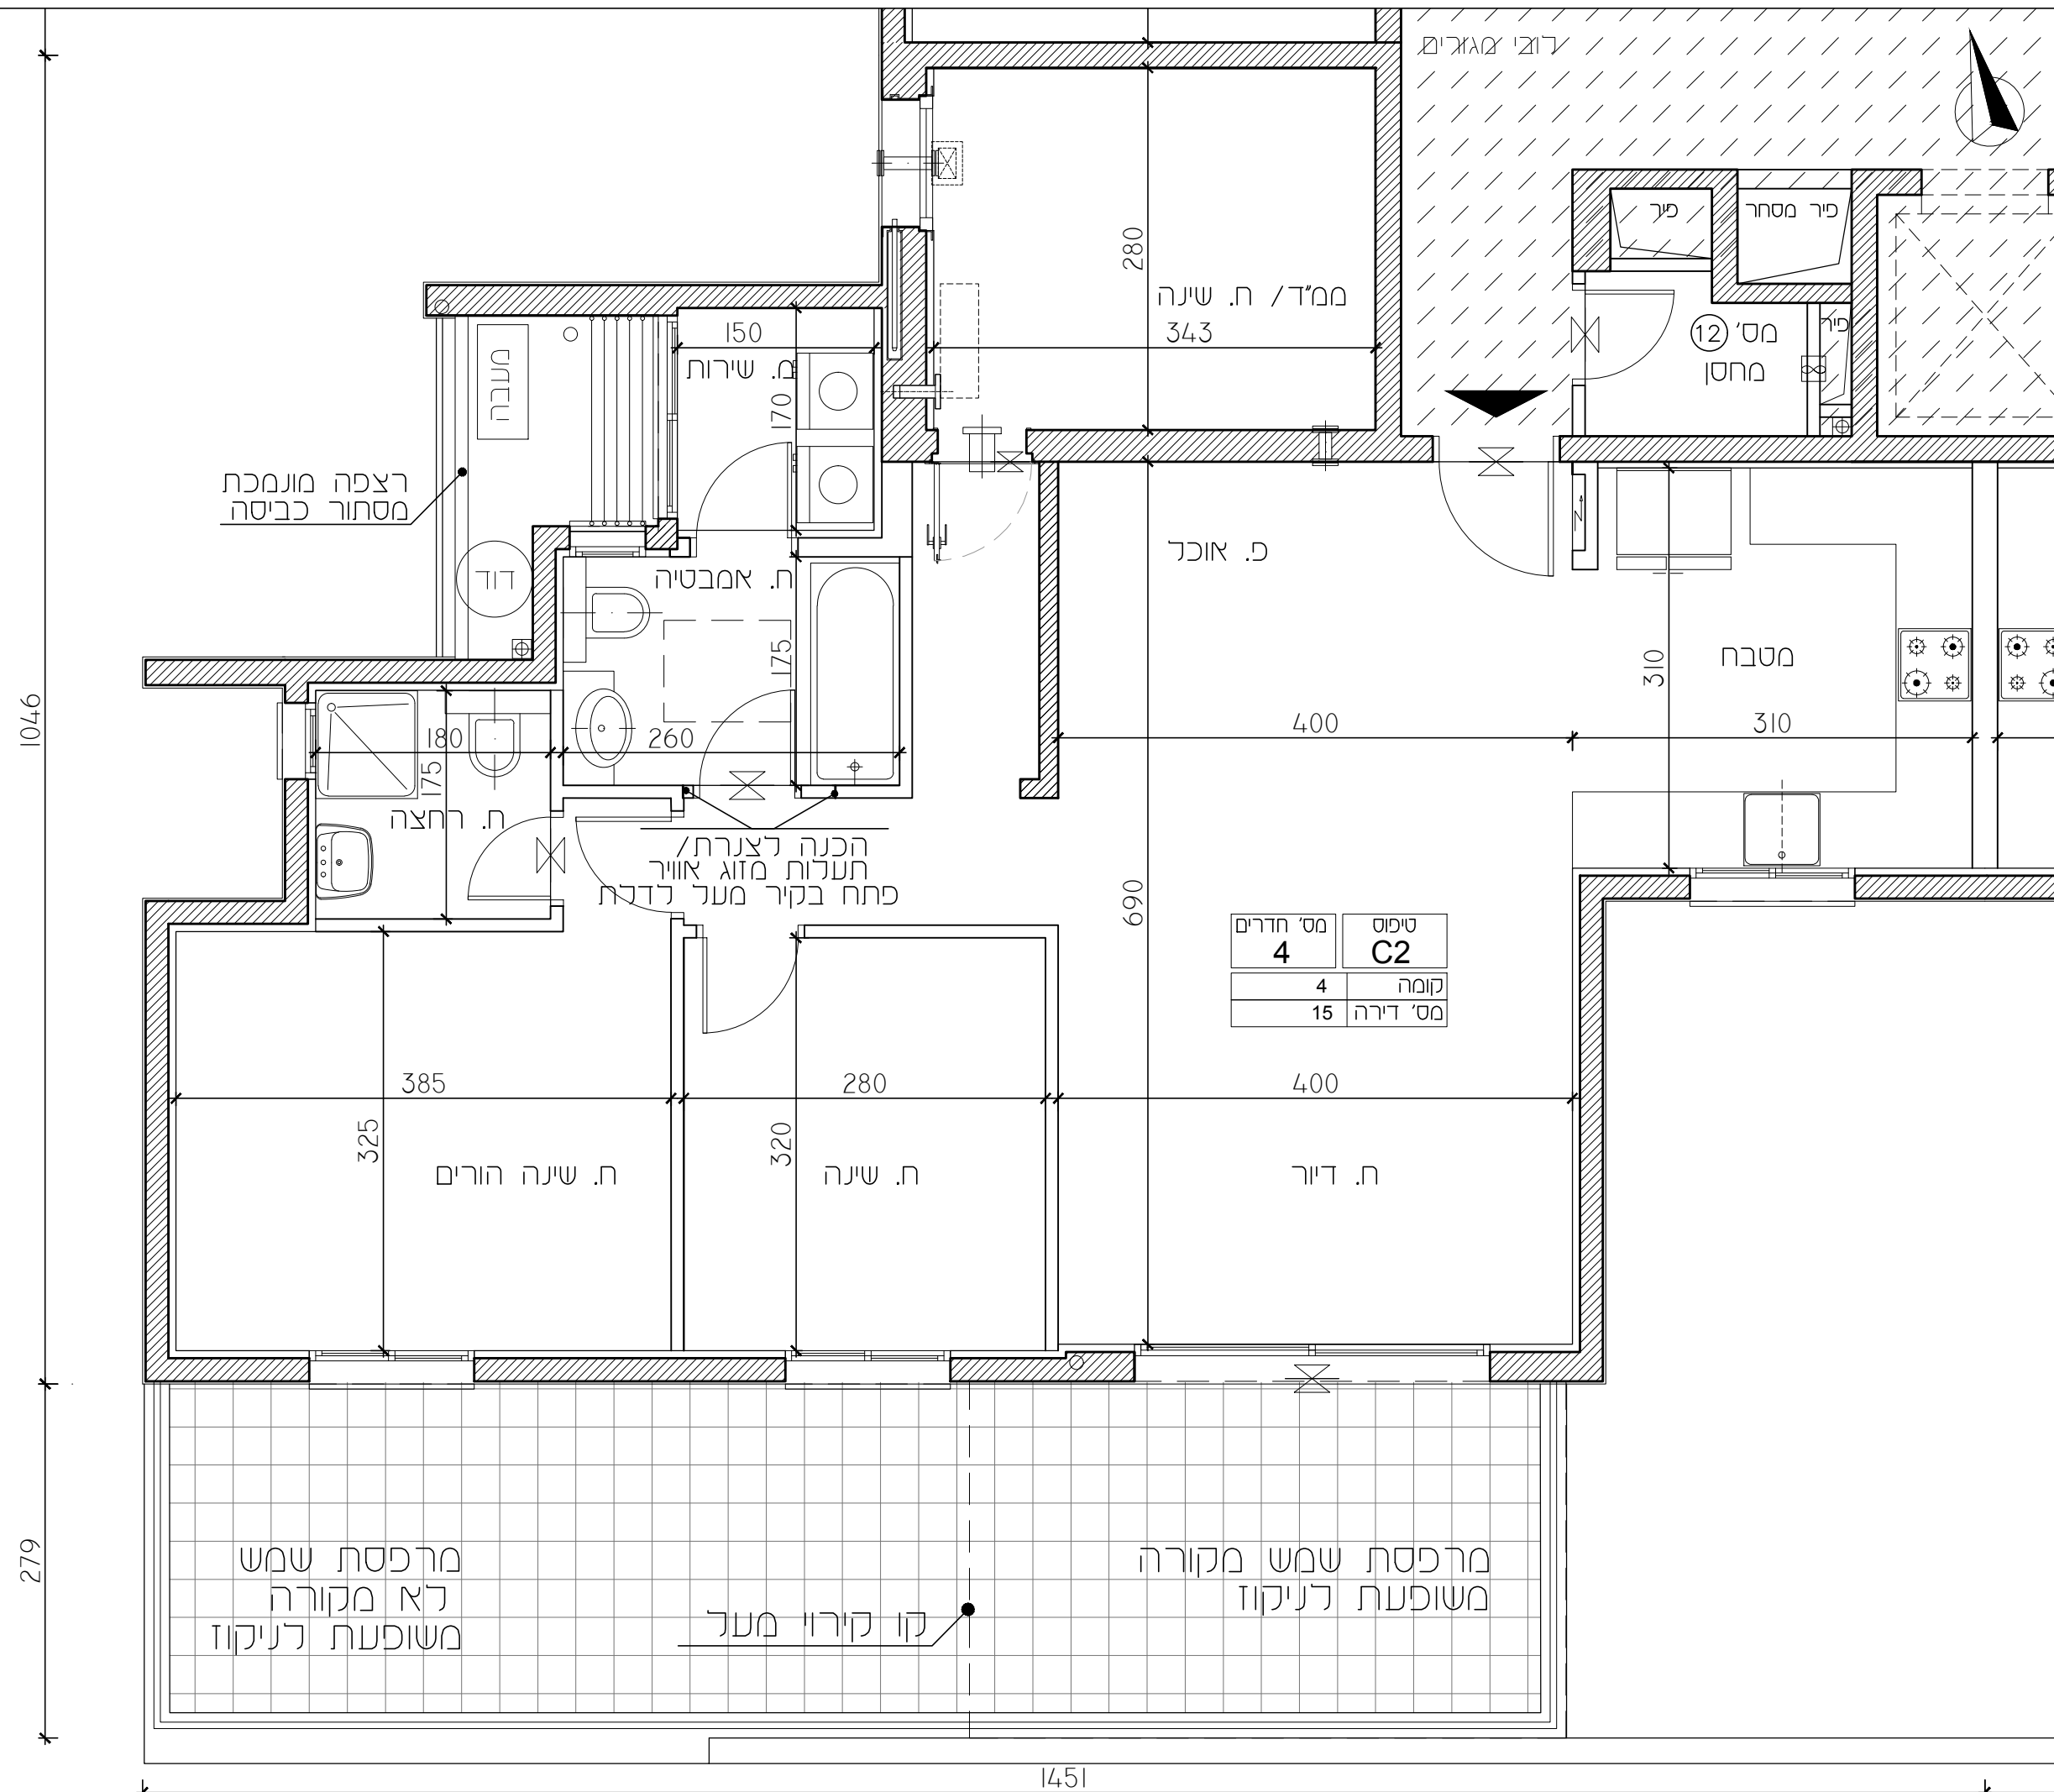 לובי מגורים
פיר
פיר מסחר
280
ממ"ד/ ח. שינה
343
מס' 12
מחסן
פיר
150
מ. שירות
170
מעבה
רצפה מונמכת
מסתור כביסה
דוד
ח. אמבטיה
175
260
פ. אוכל
מטבח
310
400
310
1046
180
175
ח. רחצה
הכנה לצנרת/
תעלות מזוג אוויר
פתח בקיר מעל לדלת
690
טיפוס
C2
מס' חדרים
4
קומה 4
מס' דירה 15
385
280
400
325
320
ח. שינה הורים
ח. שינה
ח. דיור
279
מרפסת שמש מקורה
משופעת לניקוז
קו קירוי מעל
מרפסת שמש
לא מקורה
משופעת לניקוז
1451